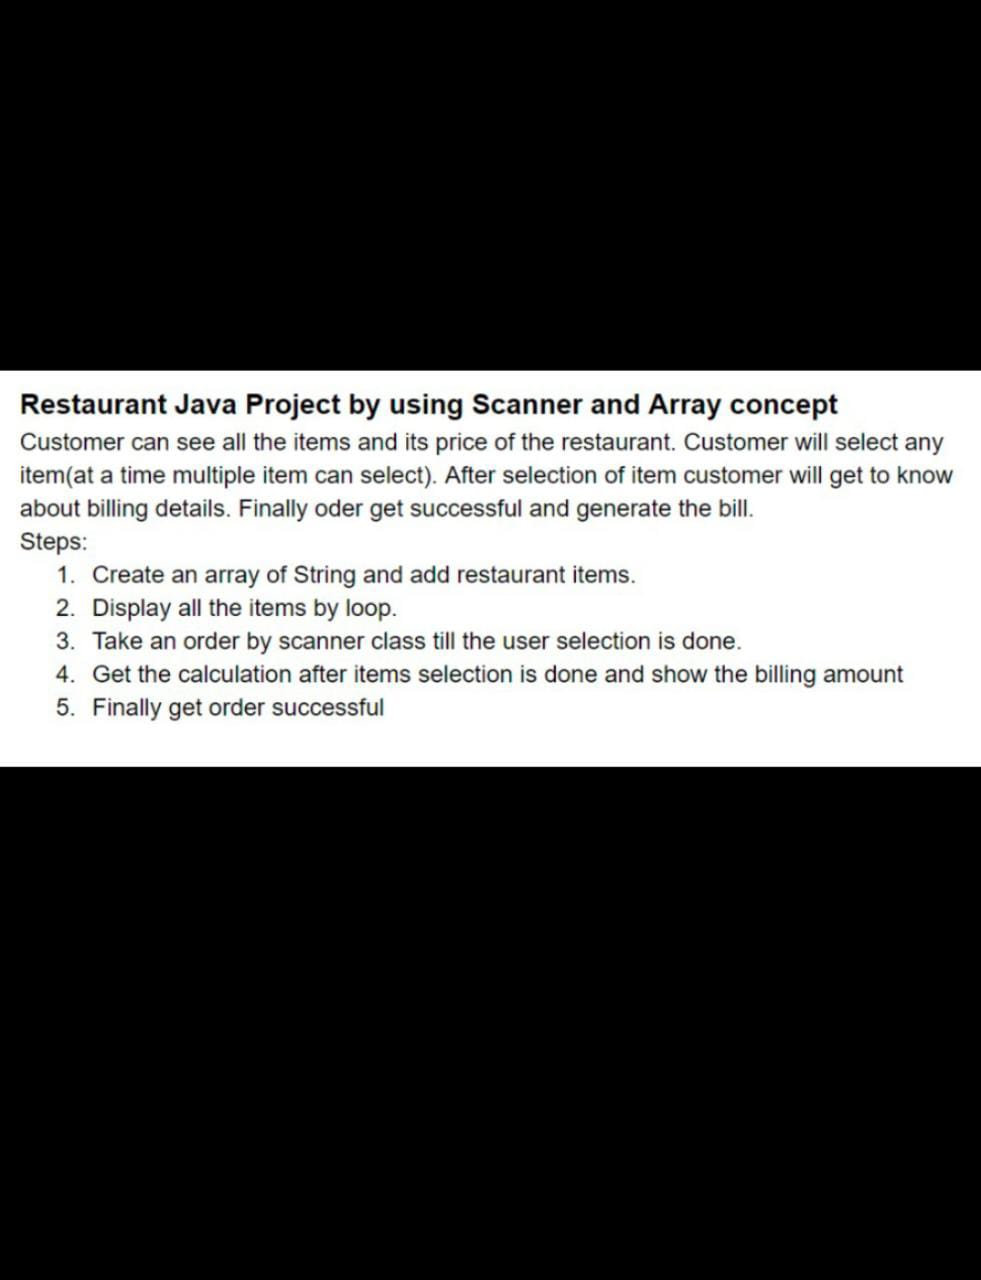 Restaurant Java Project by using Scanner and Array concept
Customer can see all the items and its price of the restaurant. Customer will select any
item(at a time multiple item can select). After selection of item customer will get to know
about billing details. Finally oder get successful and generate the bill.
Steps:
1. Create an array of String and add restaurant items.
2. Display all the items by loop.
3. Take an order by scanner class till the user selection is done.
4. Get the calculation after items selection is done and show the billing amount
5. Finally get order successful